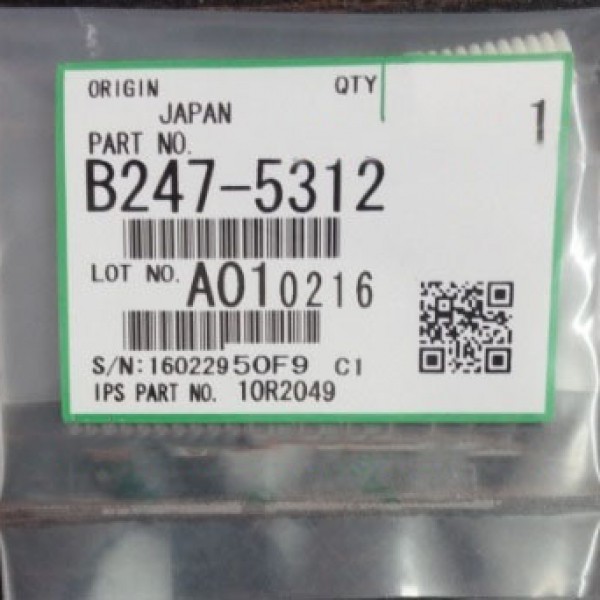 ORIGIN QTY
JAPAN 1
PART NO.
B247-5312
LOT NO. A010216
S/N:16022950F9 C1
IPS PART NO. 10R2049